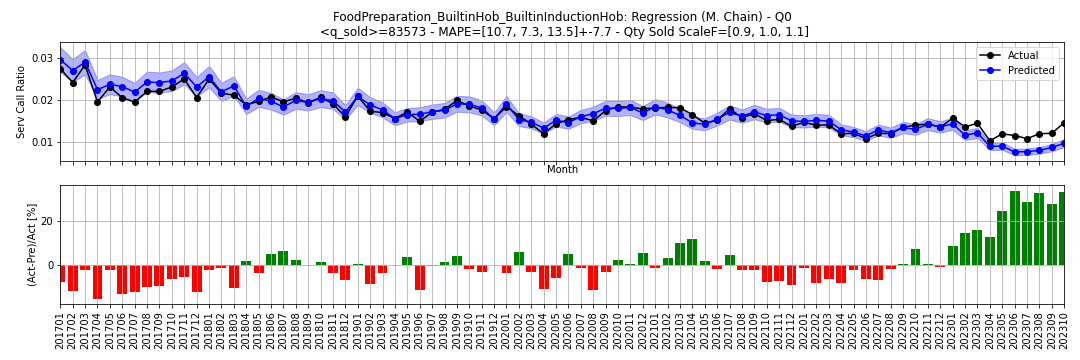 FoodPreparation_BuiltinHob_BuiltinInductionHob: Regression (M. Chain) - Q0
<q_sold>=83573 - MAPE=[10.7, 7.3, 13.5]+-7.7 - Qty Sold ScaleF=[0.9, 1.0, 1.1]
Serv Call Ratio
0.03
0.02
0.01
Actual
Predicted
Month
(Act-Pre)/Act [%]
20
0
201701 201702 201703 201704 201705 201706 201707 201708 201709 201710 201711 201712 201801 201802 201803 201804 201805 201806 201807 201808 201809 201810 201811 201812 201901 201902 201903 201904 201905 201906 201907 201908 201909 201910 201911 201912 202001 202002 202003 202004 202005 202006 202007 202008 202009 202010 202011 202012 202101 202102 202103 202104 202105 202106 202107 202108 202109 202110 202111 202112 202201 202202 202203 202204 202205 202206 202207 202208 202209 202210 202211 202212 202301 202302 202303 202304 202305 202306 202307 202308 202309 202310